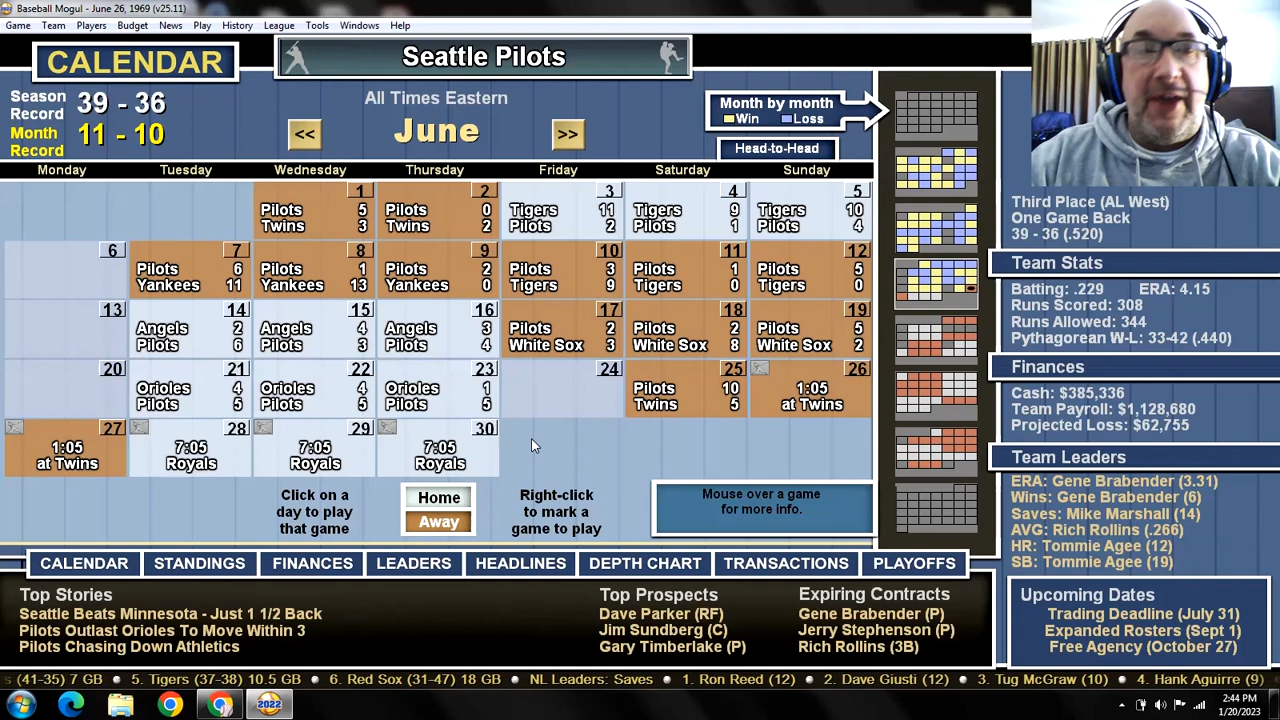 Baseball Mogul - June 26, 1969 (v25.11)
Game Team Players Budget News Play History League Tools Windows Help
CALENDAR
Seattle Pilots
Season Record 39 - 36
Month Record 11 - 10
All Times Eastern
<< June >>
Month by month
Win Loss
Head-to-Head
Monday Tuesday Wednesday Thursday Friday Saturday Sunday
1 2 3 4 5
Pilots 5 Pilots 0 Tigers 11 Tigers 9 Tigers 10
Twins 3 Twins 2 Pilots 2 Pilots 1 Pilots 4
6 7 8 9 10 11 12
Pilots 6 Pilots 1 Pilots 2 Pilots 3 Pilots 1 Pilots 5
Yankees 11 Yankees 13 Yankees 0 Tigers 9 Tigers 0 Tigers 0
13 14 15 16 17 18 19
Angels 2 Angels 4 Angels 3 Pilots 2 Pilots 2 Pilots 5
Pilots 6 Pilots 3 Pilots 4 White Sox 3 White Sox 8 White Sox 2
20 21 22 23 24 25 26
Orioles 4 Orioles 4 Orioles 1 Pilots 10 1:05
Pilots 5 Pilots 5 Pilots 5 Twins 5 at Twins
27 28 29 30
1:05 7:05 7:05 7:05
at Twins Royals Royals Royals
Click on a day to play that game
Home
Away
Right-click to mark a game to play
Mouse over a game
for more info.
Third Place (AL West)
One Game Back
39 - 36 (.520)
Team Stats
Batting: .229 ERA: 4.15
Runs Scored: 308
Runs Allowed: 344
Pythagorean W-L: 33-42 (.440)
Finances
Cash: $385,336
Team Payroll: $1,128,680
Projected Loss: $62,755
Team Leaders
ERA: Gene Brabender (3.31)
Wins: Gene Brabender (6)
Saves: Mike Marshall (14)
AVG: Rich Rollins (.266)
HR: Tommie Agee (12)
SB: Tommie Agee (19)
CALENDAR STANDINGS FINANCES LEADERS HEADLINES DEPTH CHART TRANSACTIONS PLAYOFFS
Top Stories
Seattle Beats Minnesota - Just 1 1/2 Back
Pilots Outlast Orioles To Move Within 3
Pilots Chasing Down Athletics
Top Prospects
Dave Parker (RF)
Jim Sundberg (C)
Gary Timberlake (P)
Expiring Contracts
Gene Brabender (P)
Jerry Stephenson (P)
Rich Rollins (3B)
Upcoming Dates
Trading Deadline (July 31)
Expanded Rosters (Sept 1)
Free Agency (October 27)
s (41-35) 7 GB • 5. Tigers (37-38) 10.5 GB • 6. Red Sox (31-47) 18 GB NL Leaders: Saves • 1. Ron Reed (12) • 2. Dave Giusti (12) • 3. Tug McGraw (10) • 4. Hank Aguirre (9)
2022
2:44 PM
1/20/2023